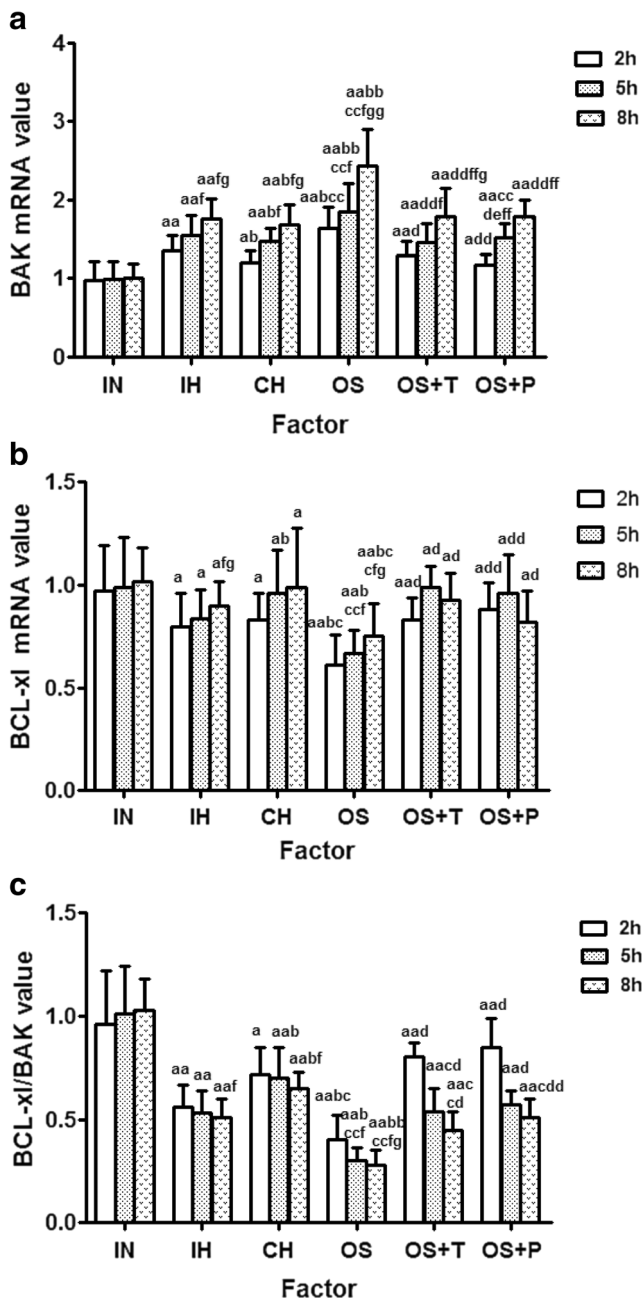 a
BAK mRNA value
4
3
2
1
0
2h
5h
8h
aa
aaf
aafg
ab
aabf
aabfg
aabcc
aabb
ccf
aabb
ccfgg
aad
aaddf
aaddffg
add
aacc
deff
aaddff
IN IH CH OS OS+T OS+P
Factor
b
BCL-xl mRNA value
1.5
1.0
0.5
0.0
2h
5h
8h
a
a
afg
a
ab
a
aabc
aab
ccf
aabc
cfg
aad
ad
ad
add
add
ad
IN IH CH OS OS+T OS+P
Factor
c
BCL-xl/BAK value
1.5
1.0
0.5
0.0
2h
5h
8h
aa
aa
aaf
a
aab
aabf
aabc
aab
ccf
aabb
ccfg
aad
aacd
aac
cd
aad
aad
aacdd
IN IH CH OS OS+T OS+P
Factor